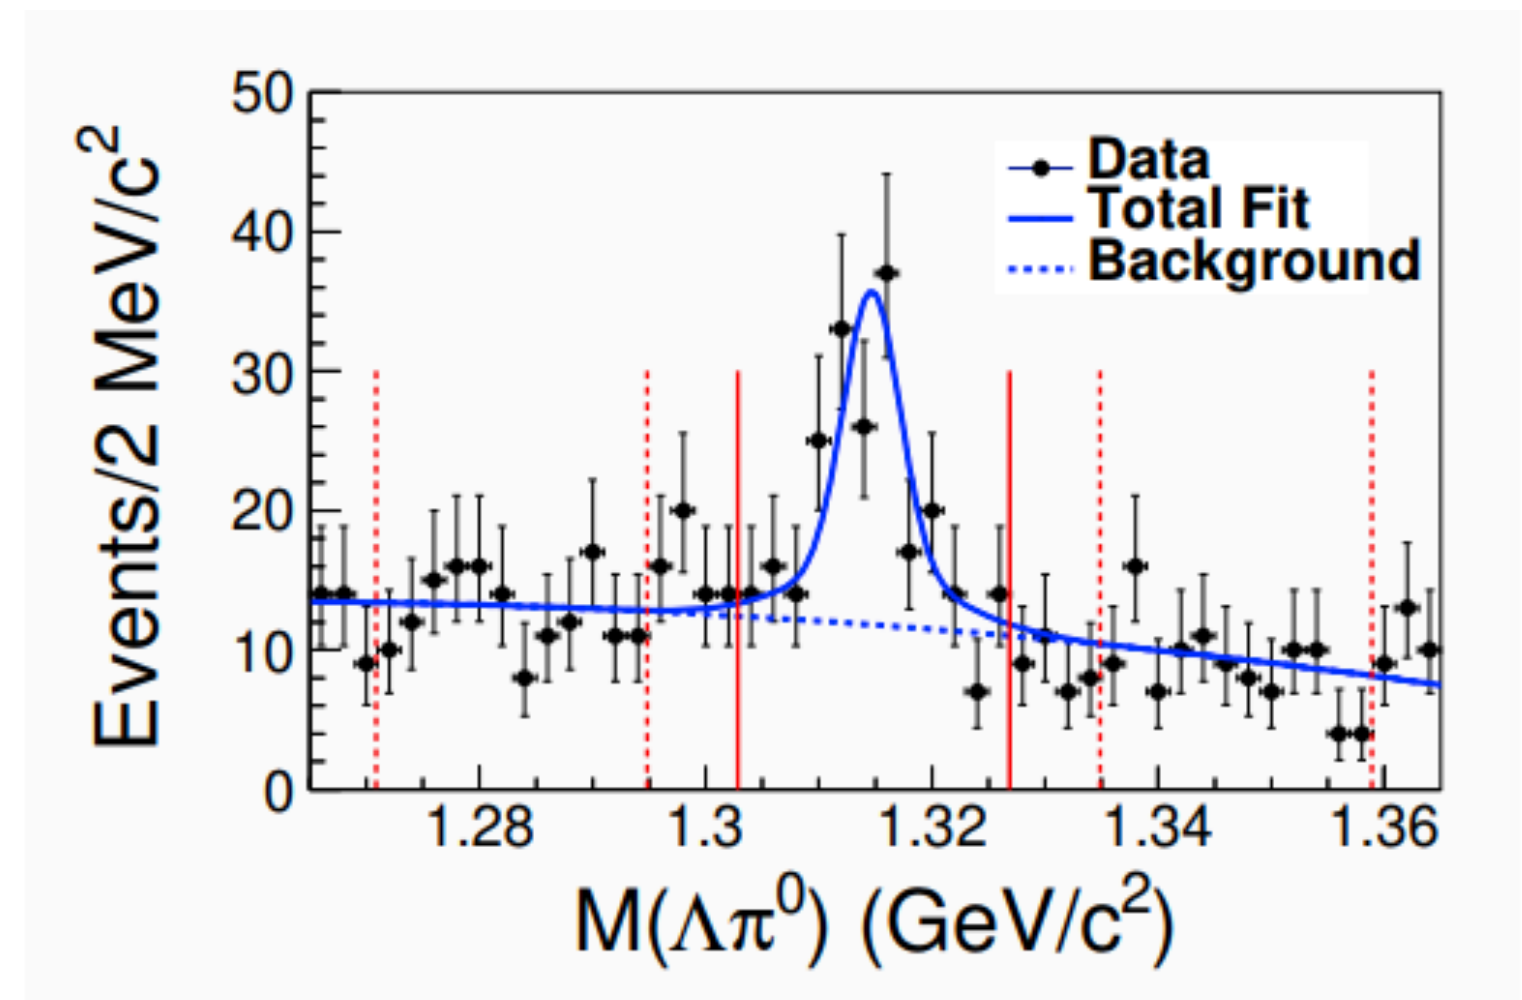 Events/2 MeV/c²
50
40
30
20
10
0
Data
Total Fit
Background
1.28 1.3 1.32 1.34 1.36
M(Λπ⁰) (GeV/c²)